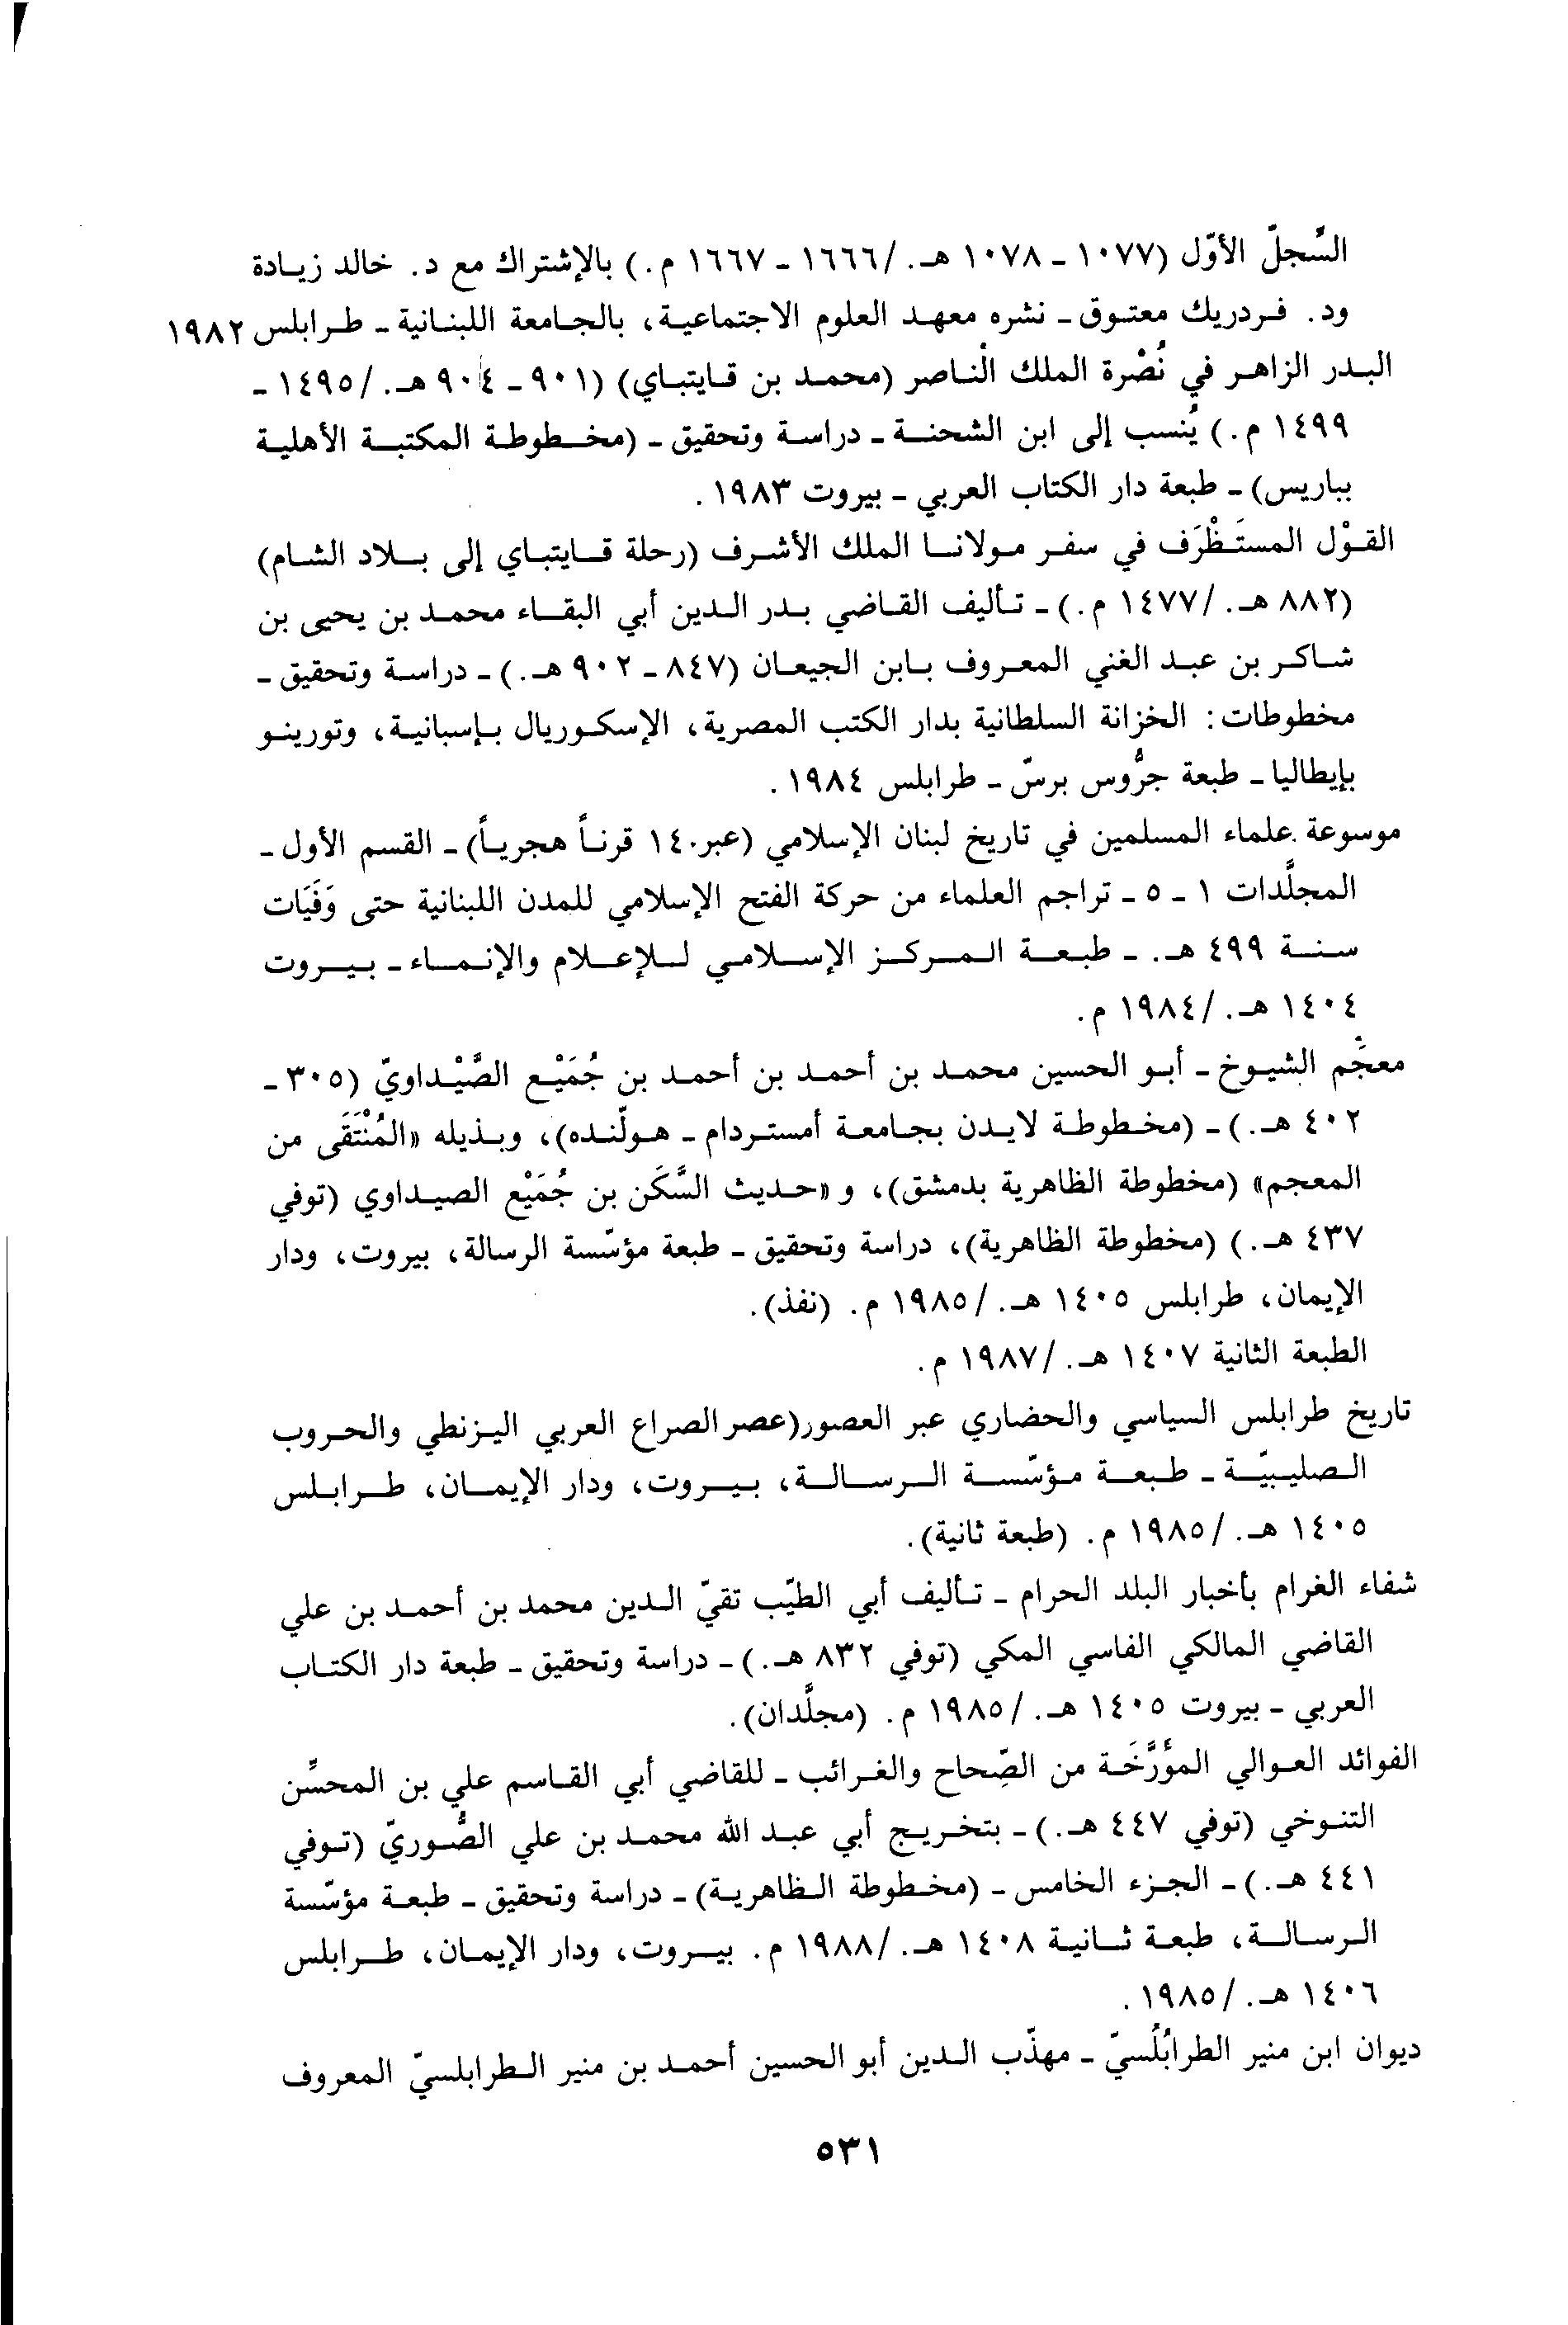 السِّجلّ الأوّل (١٠٧٧ - ١٠٧٨ هـ. /١٦٦٦ - ١٦٦٧ م.) بالإشتراك مع د. خالد زيادة
ود. فردريك معتوق - نشره معهد العلوم الاجتماعية، بالجامعة اللبنانية - طرابلس ١٩٨٢
البدر الزاهر في نُصْرة الملك الناصر (محمد بن قايتباي) (٩٠١ - ٩٠٤ هـ. /١٤٩٥ -
١٤٩٩ م.) يُنسب إلى ابن الشحنة - دراسة وتحقيق - (مخطوطة المكتبة الأهلية
بباريس) - طبعة دار الكتاب العربي - بيروت ١٩٨٣.
القوْل المستَظْرَف في سفر مولانا الملك الأشرف (رحلة قايتباي إلى بلاد الشام)
(٨٨٢ هـ. /١٤٧٧ م.) - تأليف القاضي بدر الدين أبي البقاء محمد بن يحيى بن
شاكر بن عبد الغني المعروف بابن الجيعان (٨٤٧ - ٩٠٢ هـ.) - دراسة وتحقيق -
مخطوطات: الخزانة السلطانية بدار الكتب المصرية، الإسكوريال بإسبانية، وتورينو
بإيطاليا - طبعة جرُّوس برسّ - طرابلس ١٩٨٤.
موسوعة علماء المسلمين في تاريخ لبنان الإسلامي (عبر ١٤٠ قرناً هجرياً) - القسم الأول -
المجلَّدات ١ - ٥ - تراجم العلماء من حركة الفتح الإسلامي للمدن اللبنانية حتى وَفَيَات
سنة ٤٩٩ هـ. - طبعة المركز الإسلامي للإعلام والإنماء - بيروت
١٤٠٤ هـ. /١٩٨٤ م.
معجَم الشيوخ - أبو الحسين محمد بن أحمد بن أحمد بن جُمَيْع الصَّيْداويّ (٣٠٥ -
٤٠٢ هـ.) - (مخطوطة لايدن بجامعة أمستردام - هولّنده)، وبذيله «المُنْتَقَى من
المعجم» (مخطوطة الظاهرية بدمشق)، و «حديث السَّكَن بن جُمَيْع الصيداوي (توفي
٤٣٧ هـ.) (مخطوطة الظاهرية)، دراسة وتحقيق - طبعة مؤسّسة الرسالة، بيروت، ودار
الإيمان، طرابلس ١٤٠٥ هـ. /١٩٨٥ م. (نفذ).
الطبعة الثانية ١٤٠٧ هـ. /١٩٨٧ م.
تاريخ طرابلس السياسي والحضاري عبر العصور(عصر الصراع العربي اليزنطي والحروب
الصليبيّة - طبعة مؤسّسة الرسالة، بيروت، ودار الإيمان، طرابلس
١٤٠٥ هـ. /١٩٨٥ م. (طبعة ثانية).
شفاء الغرام بأخبار البلد الحرام - تأليف أبي الطيّب تقيّ الدين محمد بن أحمد بن علي
القاضي المالكي الفاسي المكي (توفي ٨٣٢ هـ.) - دراسة وتحقيق - طبعة دار الكتاب
العربي - بيروت ١٤٠٥ هـ. /١٩٨٥ م. (مجلَّدان).
الفوائد العوالي المؤرَّخَة من الصِّحاح والغرائب - للقاضي أبي القاسم علي بن المحسِّن
التنوخي (توفي ٤٤٧ هـ.) - بتخريج أبي عبد الله محمد بن علي الصُّوريّ (توفي
٤٤١ هـ.) - الجزء الخامس - (مخطوطة الظاهرية) - دراسة وتحقيق - طبعة مؤسّسة
الرسالة، طبعة ثانية ١٤٠٨ هـ. /١٩٨٨ م. بيروت، ودار الإيمان، طرابلس
١٤٠٦ هـ. /١٩٨٥.
ديوان ابن منير الطرابُلُسيّ - مهذّب الدين أبو الحسين أحمد بن منير الطرابلسيّ المعروف
٥٣١